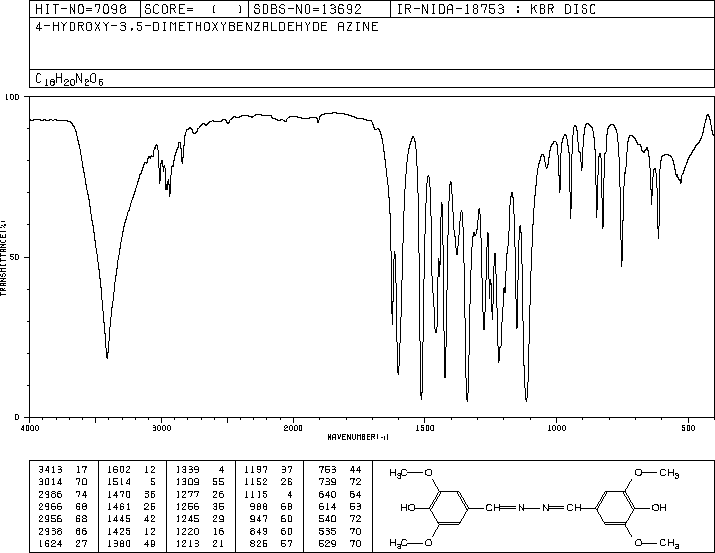 HIT-NO=7098 SCORE= ( ) SDBS-NO=13692 IR-NIDA-18753 : KBR DISC
4-HYDROXY-3,5-DIMETHOXYBENZALDEHYDE AZINE
C18H20N2O6
100
50
0
TRANSMITTANCE(%)
4000 3000 2000 1500 1000 500
WAVENUMBER(-1)
3413 17 1602 12 1339 4 1197 37 753 44
3014 70 1514 5 1309 55 1152 26 739 72
2986 74 1470 36 1277 26 1115 4 640 64
2966 68 1461 26 1256 35 988 68 614 53
2956 68 1445 42 1245 29 947 60 540 72
2938 66 1425 12 1220 16 849 60 535 70
1624 27 1380 49 1213 21 826 57 529 70
H3C—O O—CH3
HO CH=N—N=CH OH
H3C—O O—CH3